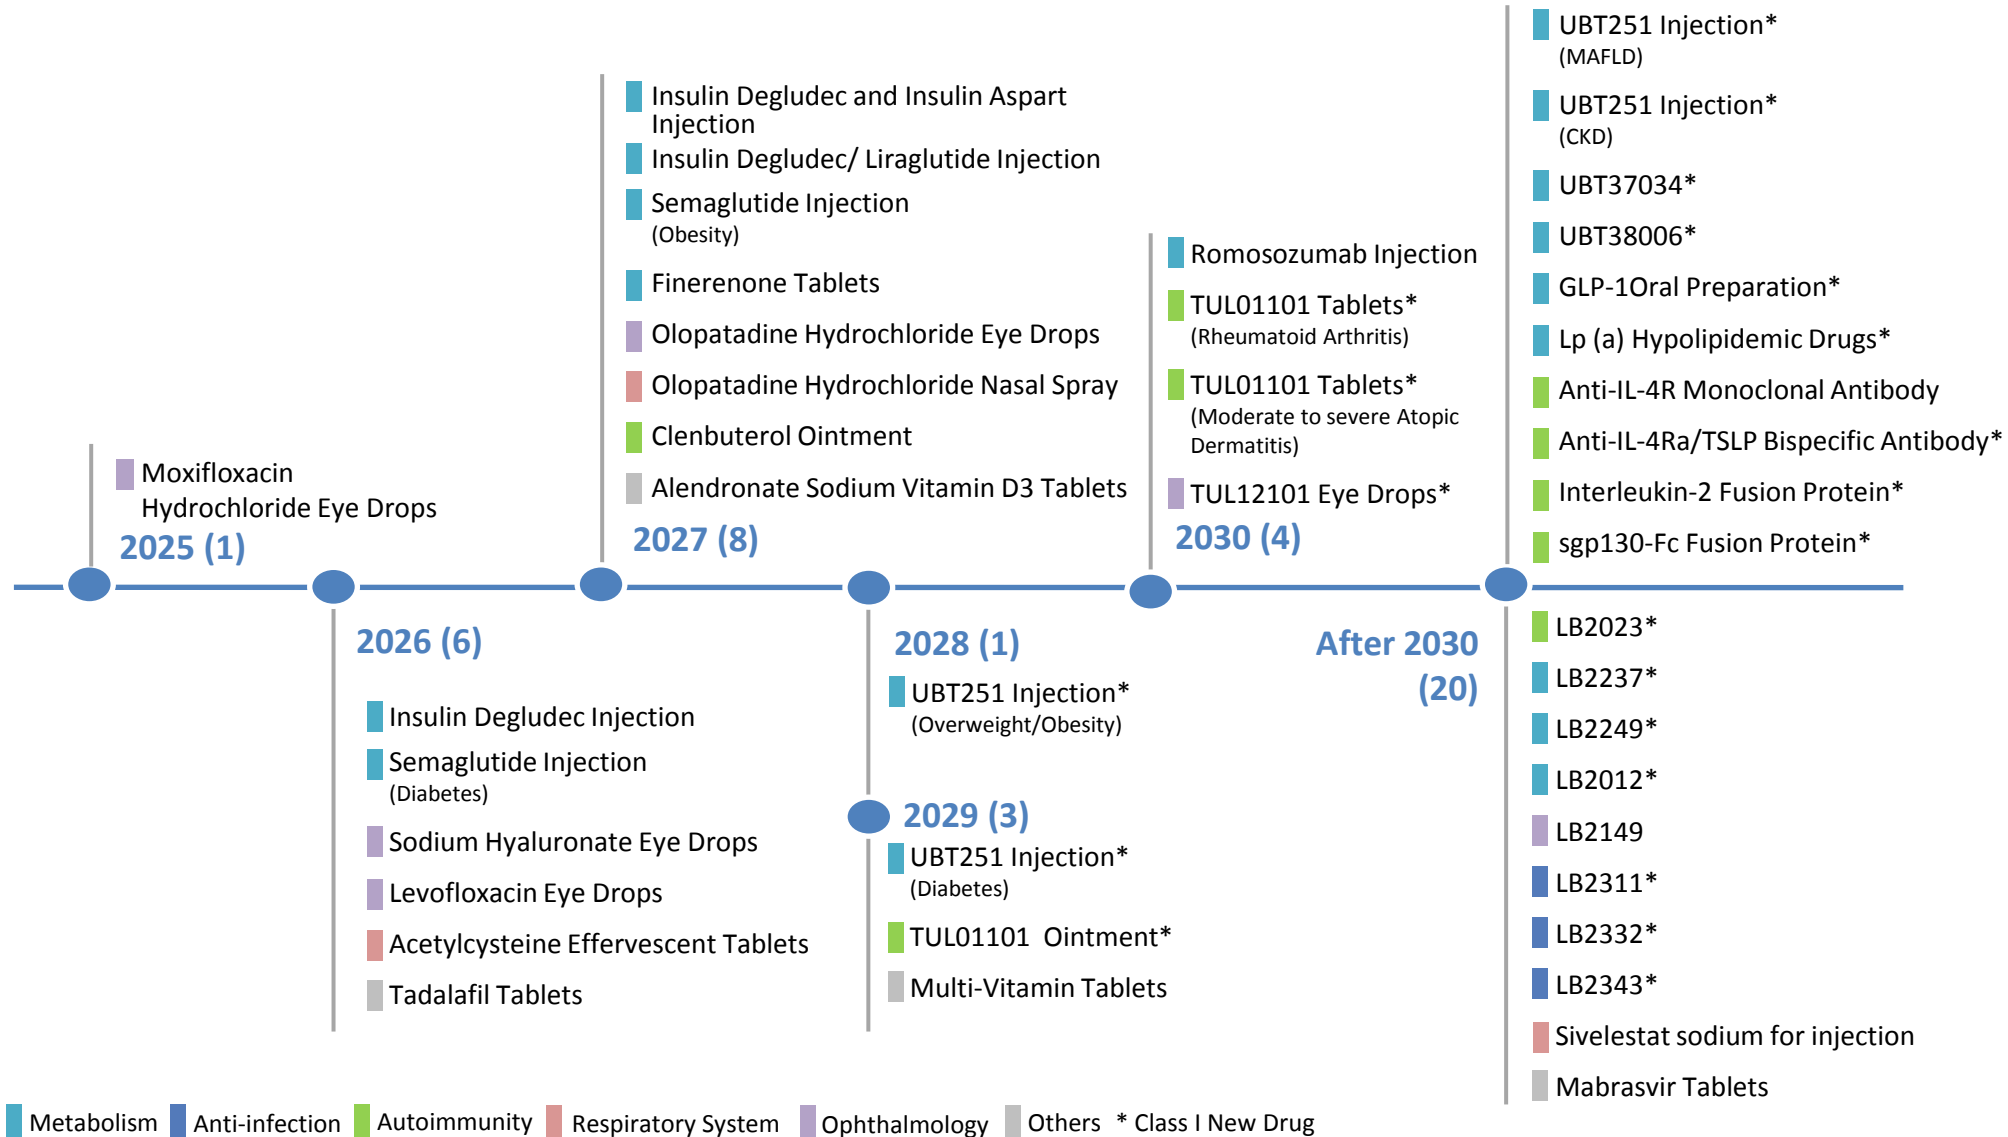 Moxifloxacin
Hydrochloride Eye Drops
2025 (1)
2026 (6)
Insulin Degludec Injection
Semaglutide Injection
(Diabetes)
Sodium Hyaluronate Eye Drops
Levofloxacin Eye Drops
Acetylcysteine Effervescent Tablets
Tadalafil Tablets
Insulin Degludec and Insulin Aspart
Injection
Insulin Degludec/ Liraglutide Injection
Semaglutide Injection
(Obesity)
Finerenone Tablets
Olopatadine Hydrochloride Eye Drops
Olopatadine Hydrochloride Nasal Spray
Clenbuterol Ointment
Alendronate Sodium Vitamin D3 Tablets
2027 (8)
2028 (1)
UBT251 Injection*
(Overweight/Obesity)
2029 (3)
UBT251 Injection*
(Diabetes)
TUL01101  Ointment*
Multi-Vitamin Tablets
Romosozumab Injection
TUL01101 Tablets*
(Rheumatoid Arthritis)
TUL01101 Tablets*
(Moderate to severe Atopic
Dermatitis)
TUL12101 Eye Drops*
2030 (4)
After 2030
(20)
UBT251 Injection*
(MAFLD)
UBT251 Injection*
(CKD)
UBT37034*
UBT38006*
GLP-1Oral Preparation*
Lp (a) Hypolipidemic Drugs*
Anti-IL-4R Monoclonal Antibody
Anti-IL-4Ra/TSLP Bispecific Antibody*
Interleukin-2 Fusion Protein*
sgp130-Fc Fusion Protein*
LB2023*
LB2237*
LB2249*
LB2012*
LB2149
LB2311*
LB2332*
LB2343*
Sivelestat sodium for injection
Mabrasvir Tablets
Metabolism Anti-infection Autoimmunity Respiratory System Ophthalmology Others * Class I New Drug